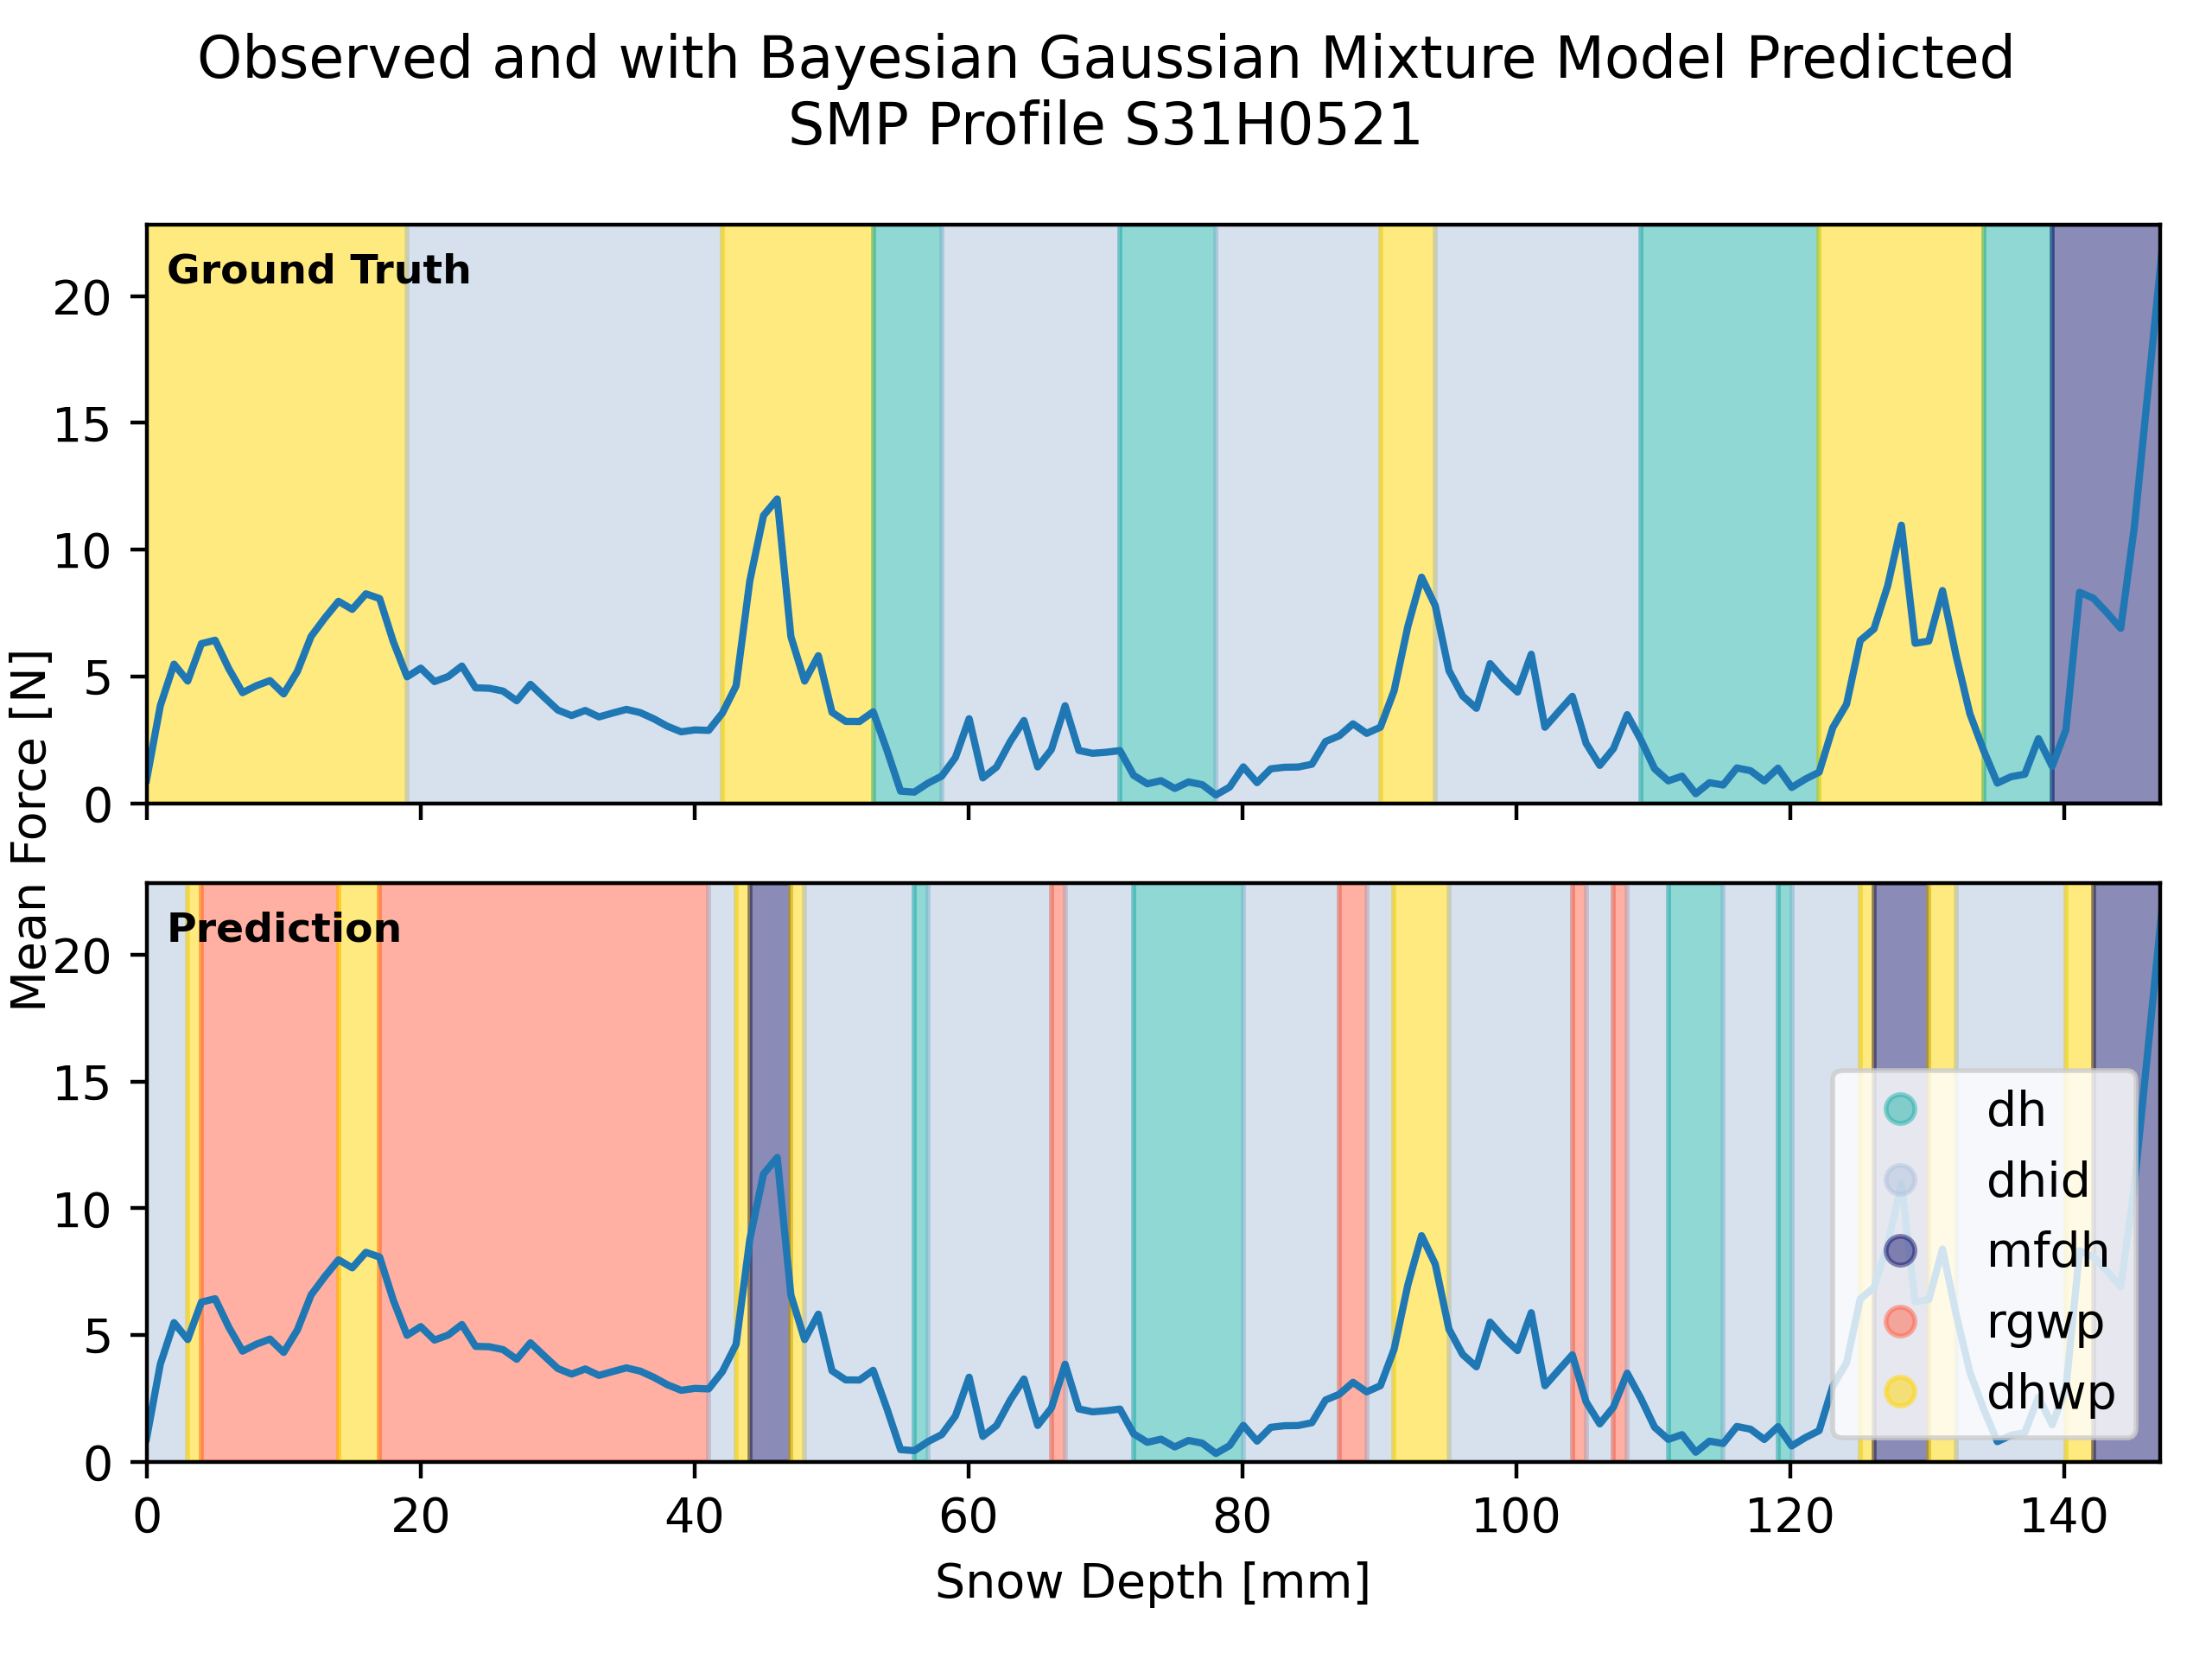 Observed and with Bayesian Gaussian Mixture Model Predicted
SMP Profile S31H0521
Ground Truth
20
15
10
5
0
Mean Force [N]
Prediction
20
15
10
5
0
dh
dhid
mfdh
rgwp
dhwp
0 20 40 60 80 100 120 140
Snow Depth [mm]